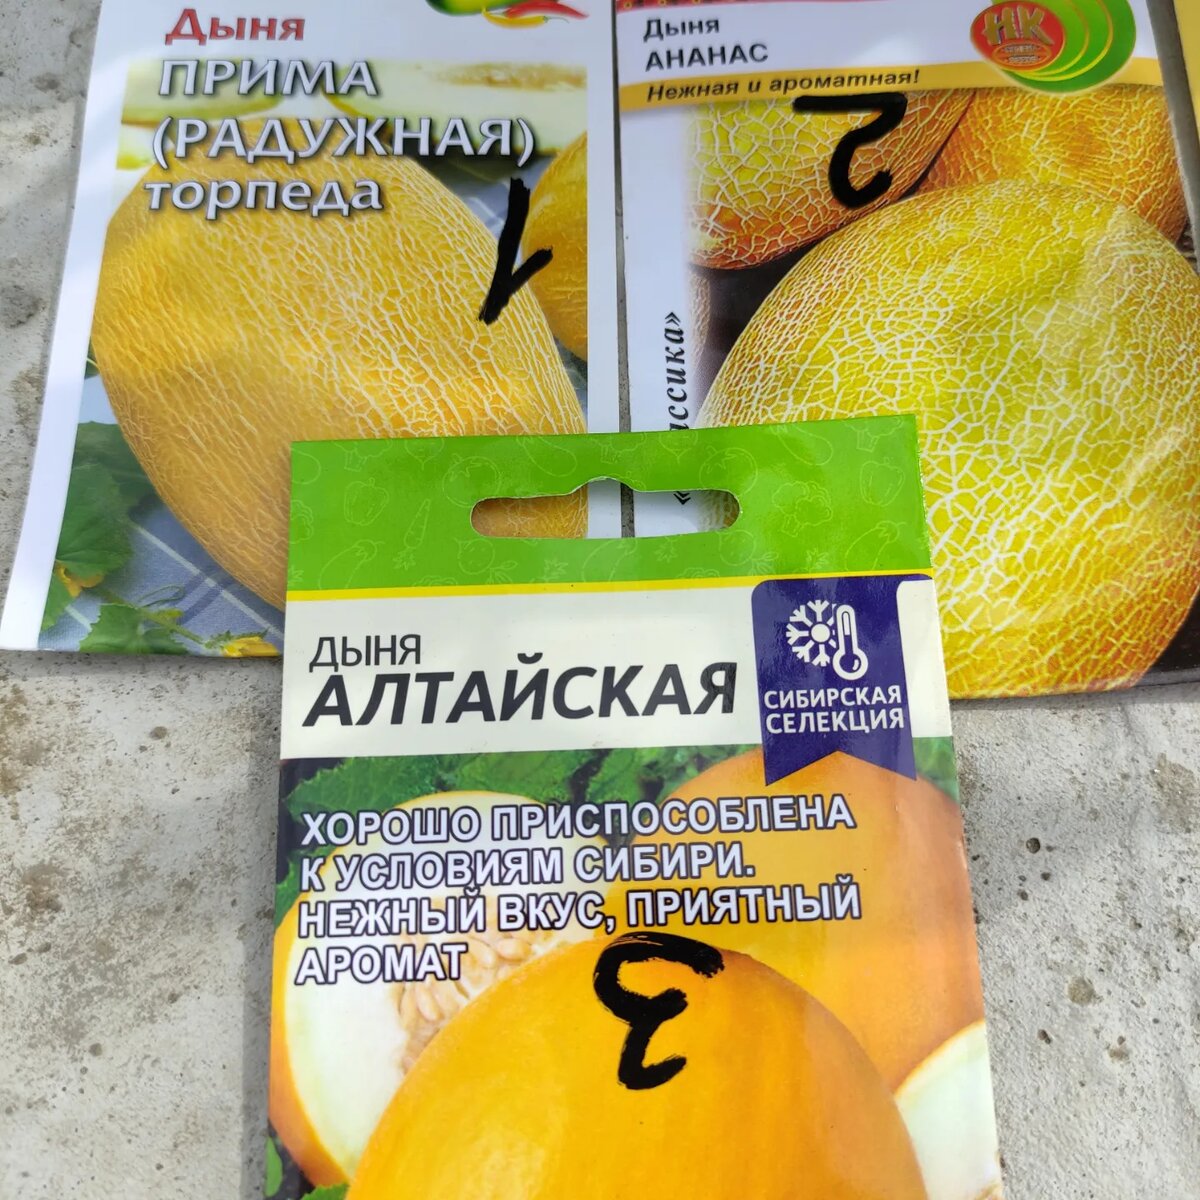 Дыня
ПРИМА
(РАДУЖНАЯ)
торпеда
1
Дыня
АНАНАС
Нежная и ароматная!
НК
2
ДЫНЯ
АЛТАЙСКАЯ
СИБИРСКАЯ
СЕЛЕКЦИЯ
ХОРОШО ПРИСПОСОБЛЕНА
К УСЛОВИЯМ СИБИРИ.
НЕЖНЫЙ ВКУС, ПРИЯТНЫЙ
АРОМАТ
3